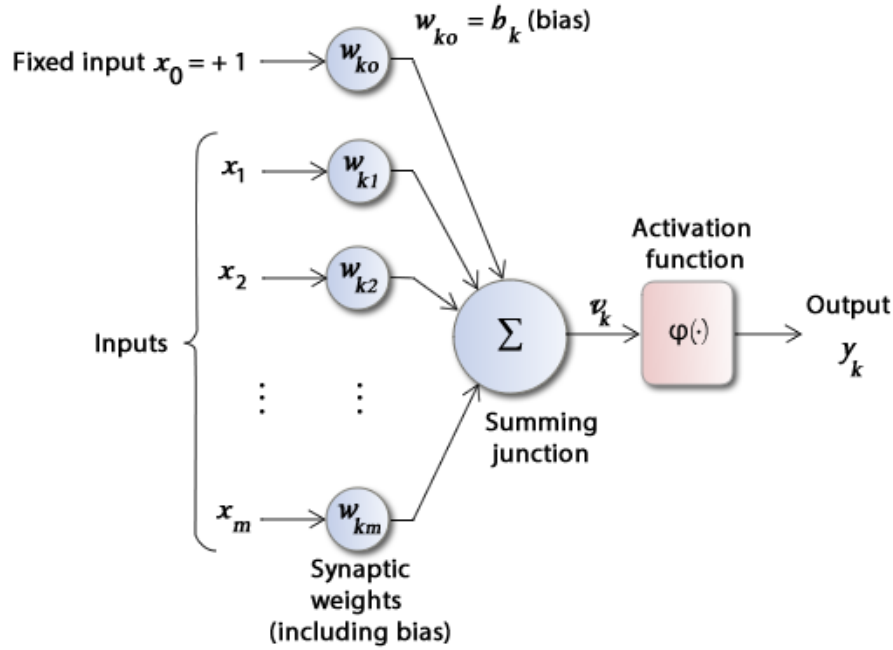 w_ko = b_k (bias)
Fixed input x_0 = + 1
w_ko
x_1
w_k1
x_2
w_k2
Inputs
⋮ ⋮
x_m
w_km
Synaptic
weights
(including bias)
Σ
Summing
junction
v_k
Activation
function
φ(·)
Output
y_k